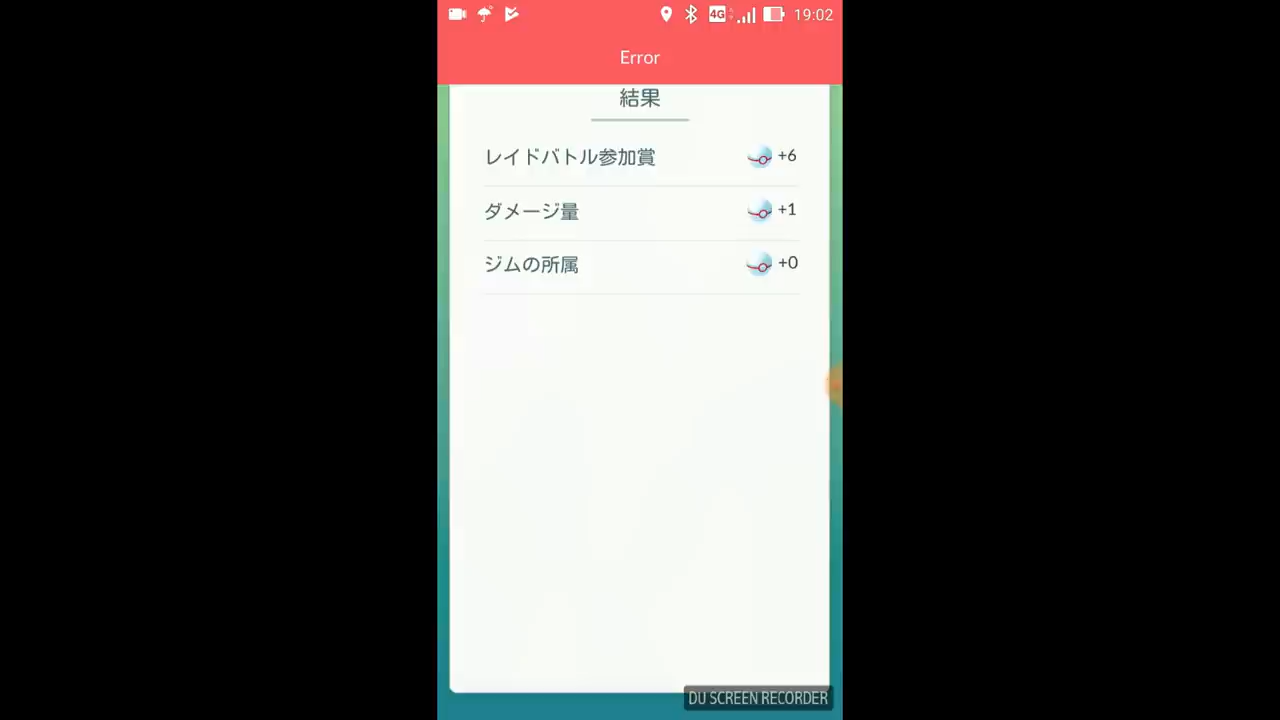 4G 19:02
Error
結果
レイドバトル参加賞 +6
ダメージ量 +1
ジムの所属 +0
DU SCREEN RECORDER